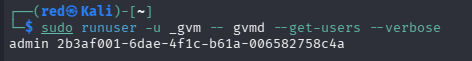 ┌──(red㉿Kali)-[~]
└─$ sudo runuser -u _gvm -- gvmd --get-users --verbose
admin 2b3af001-6dae-4f1c-b61a-006582758c4a